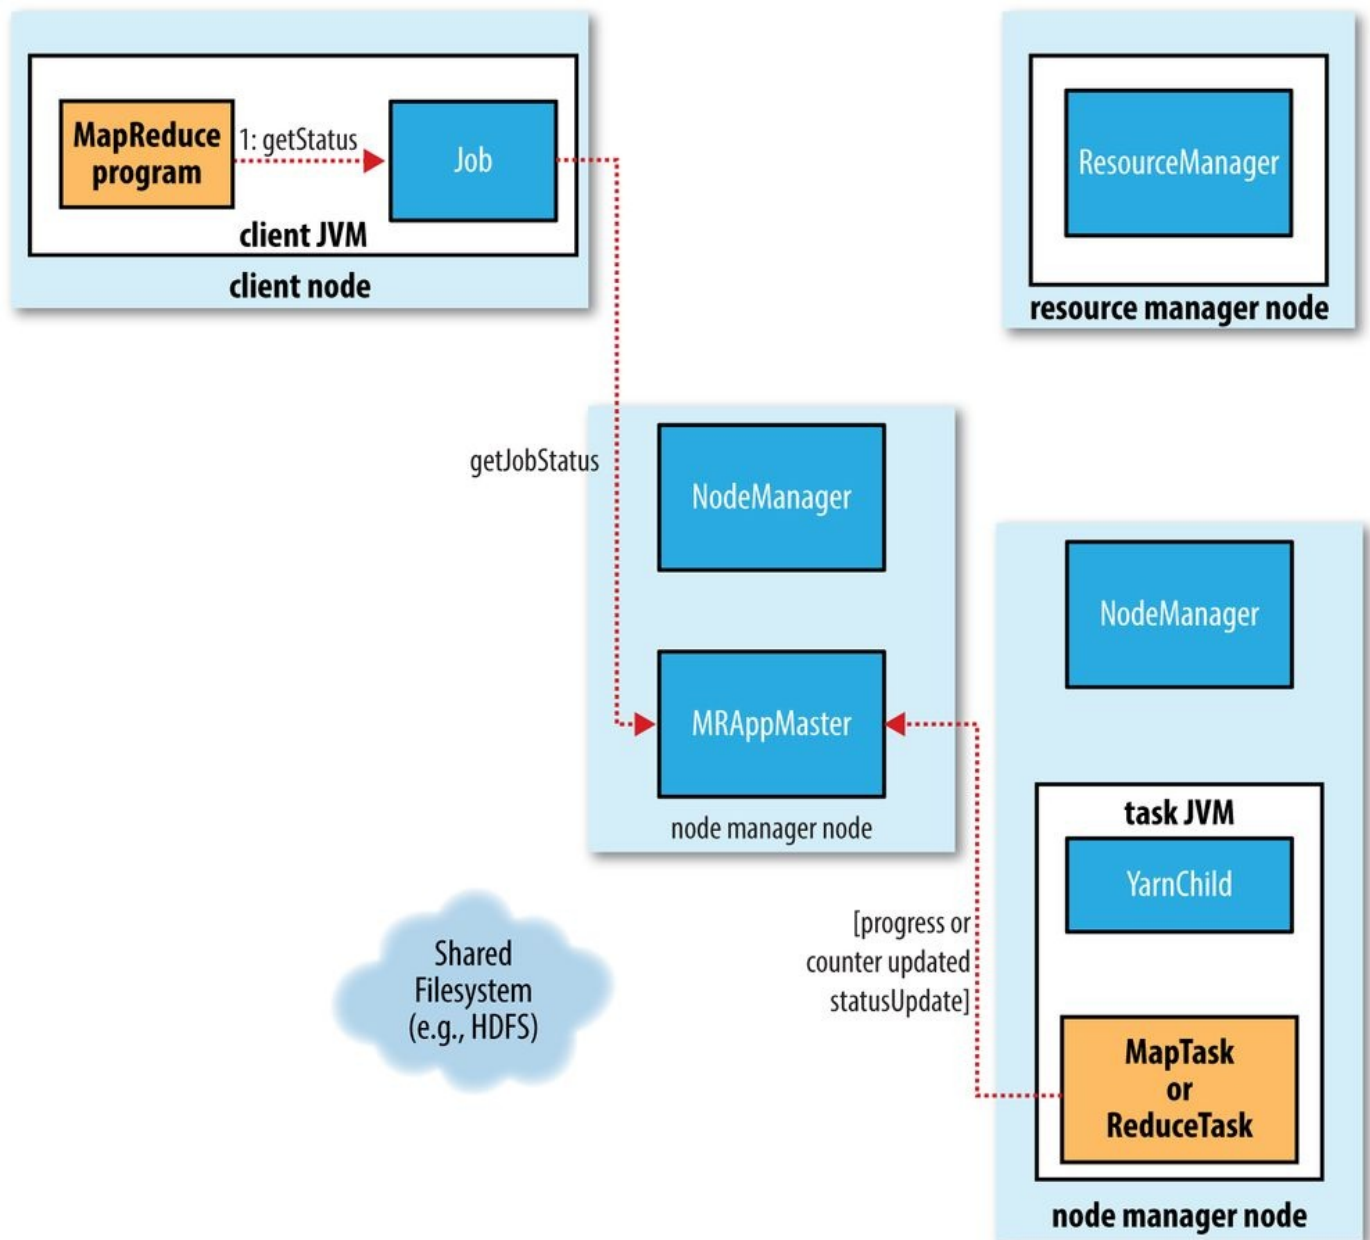 MapReduce
program
1: getStatus
Job
client JVM
client node
ResourceManager
resource manager node
getJobStatus
NodeManager
MRAppMaster
node manager node
NodeManager
task JVM
YarnChild
[progress or
counter updated
statusUpdate]
MapTask
or
ReduceTask
node manager node
Shared
Filesystem
(e.g., HDFS)